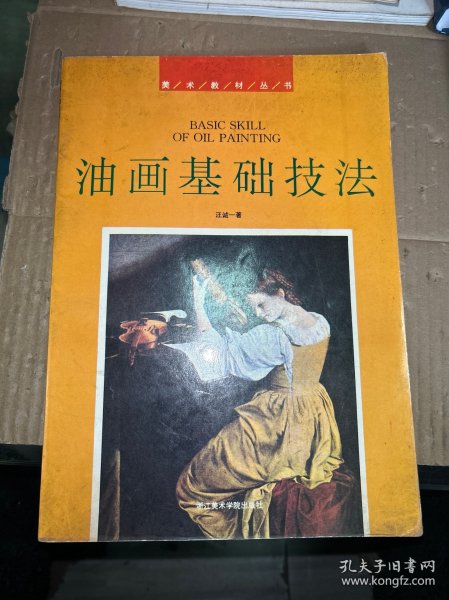 美/术/教/材/丛/书
BASIC SKILL
OF OIL PAINTING
油画基础技法
汪诚一著
浙江美术学院出版社
孔夫子旧书网
www.kongfz.com